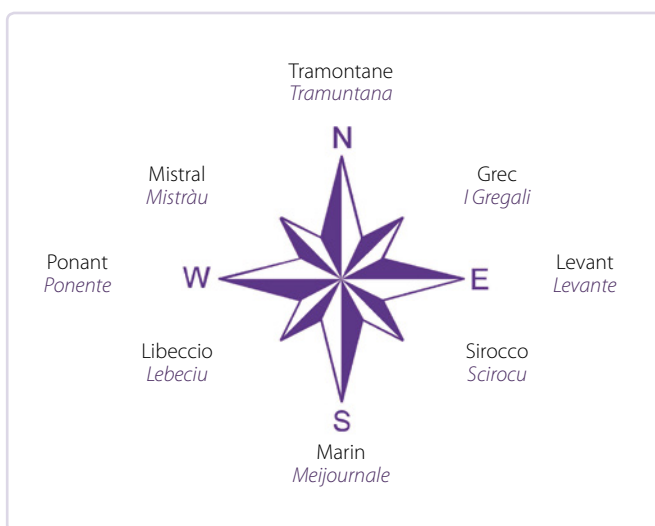 Tramontane
Tramuntana
N
Mistral
Mistràu
Grec
I Gregali
Ponant
Ponente
W
E
Levant
Levante
Libeccio
Lebeciu
Sirocco
Scirocu
S
Marin
Meijournale